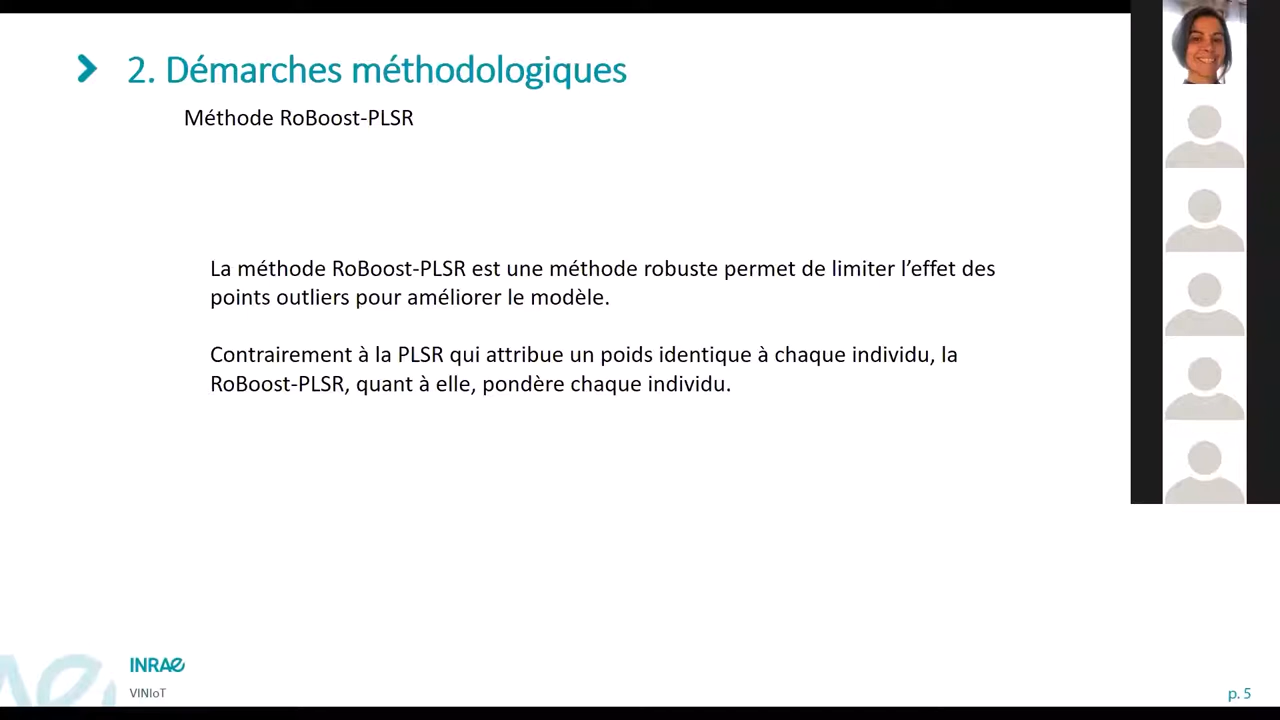 2. Démarches méthodologiques
Méthode RoBoost-PLSR
La méthode RoBoost-PLSR est une méthode robuste permet de limiter l’effet des
points outliers pour améliorer le modèle.
Contrairement à la PLSR qui attribue un poids identique à chaque individu, la
RoBoost-PLSR, quant à elle, pondère chaque individu.
INRAE
VINIoT
p. 5